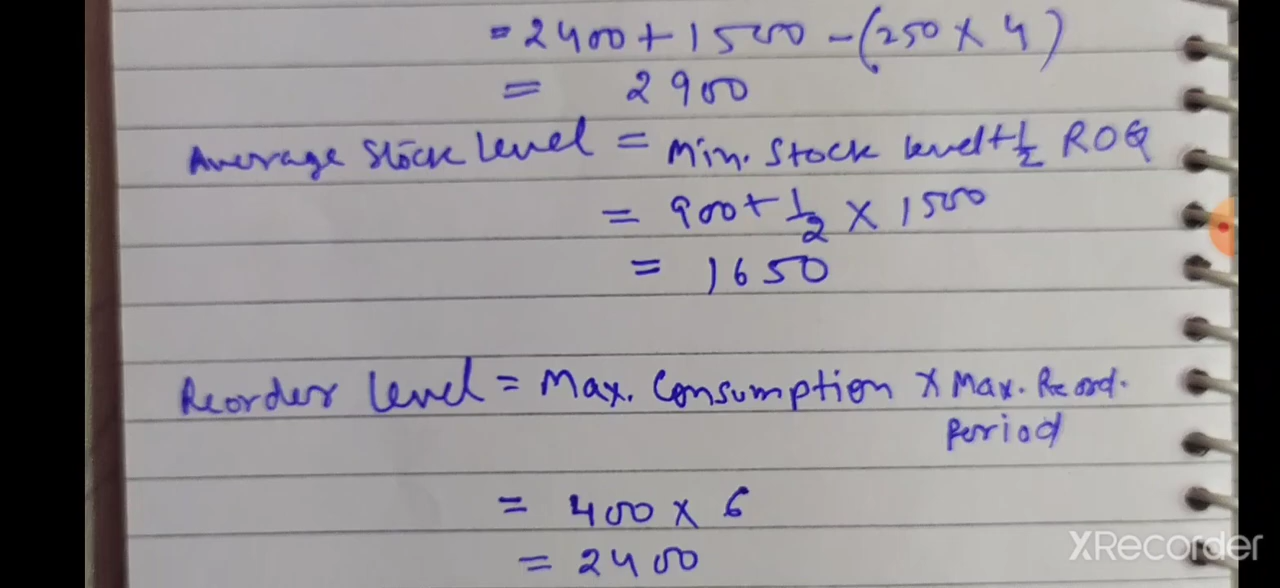 = 2400 + 1500 - (250 × 4)
= 2900
Average Stock Level = Min. Stock level + 1/2 ROQ
= 900 + 1/2 × 1500
= 1650
Reorder Level = Max. Consumption × Max. Reord.
Period
= 400 × 6
= 2400
XRecorder